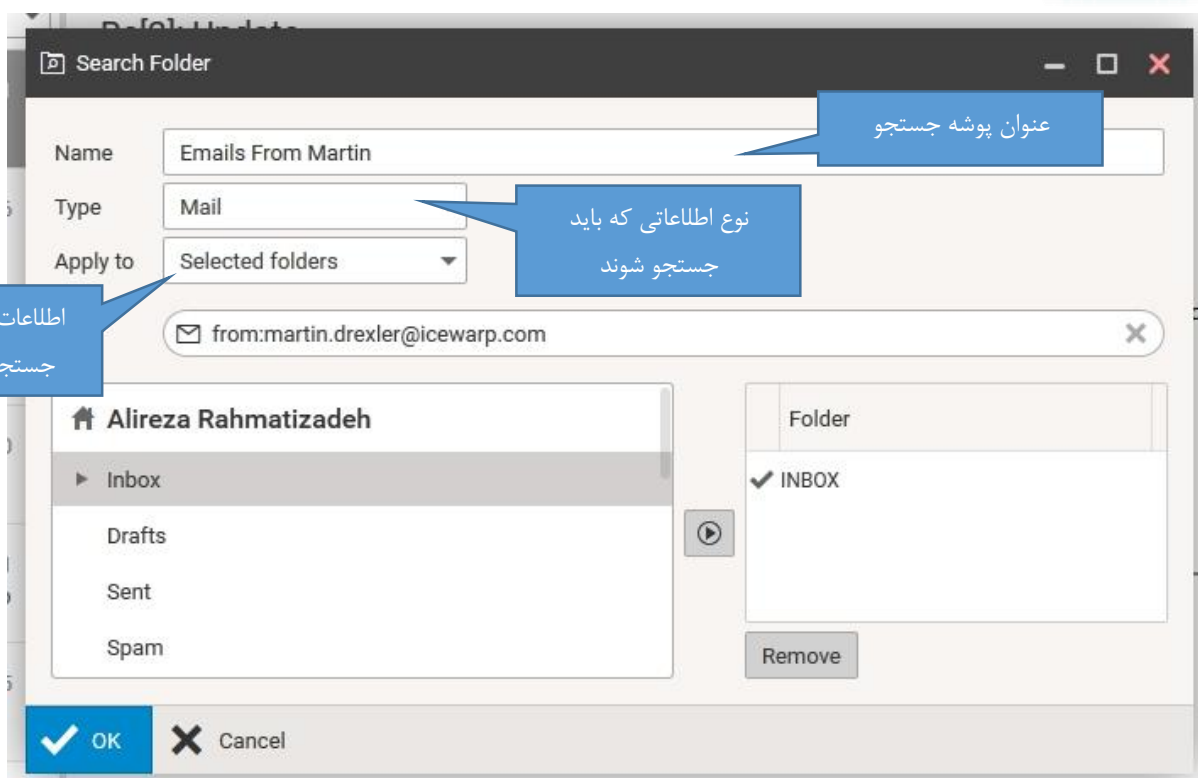 Search Folder
عنوان پوشه جستجو
Name
Emails From Martin
Type
Mail
نوع اطلاعاتی که باید
جستجو شوند
Apply to
Selected folders
from:martin.drexler@icewarp.com
Alireza Rahmatizadeh
Inbox
Drafts
Sent
Spam
Folder
INBOX
Remove
OK
Cancel